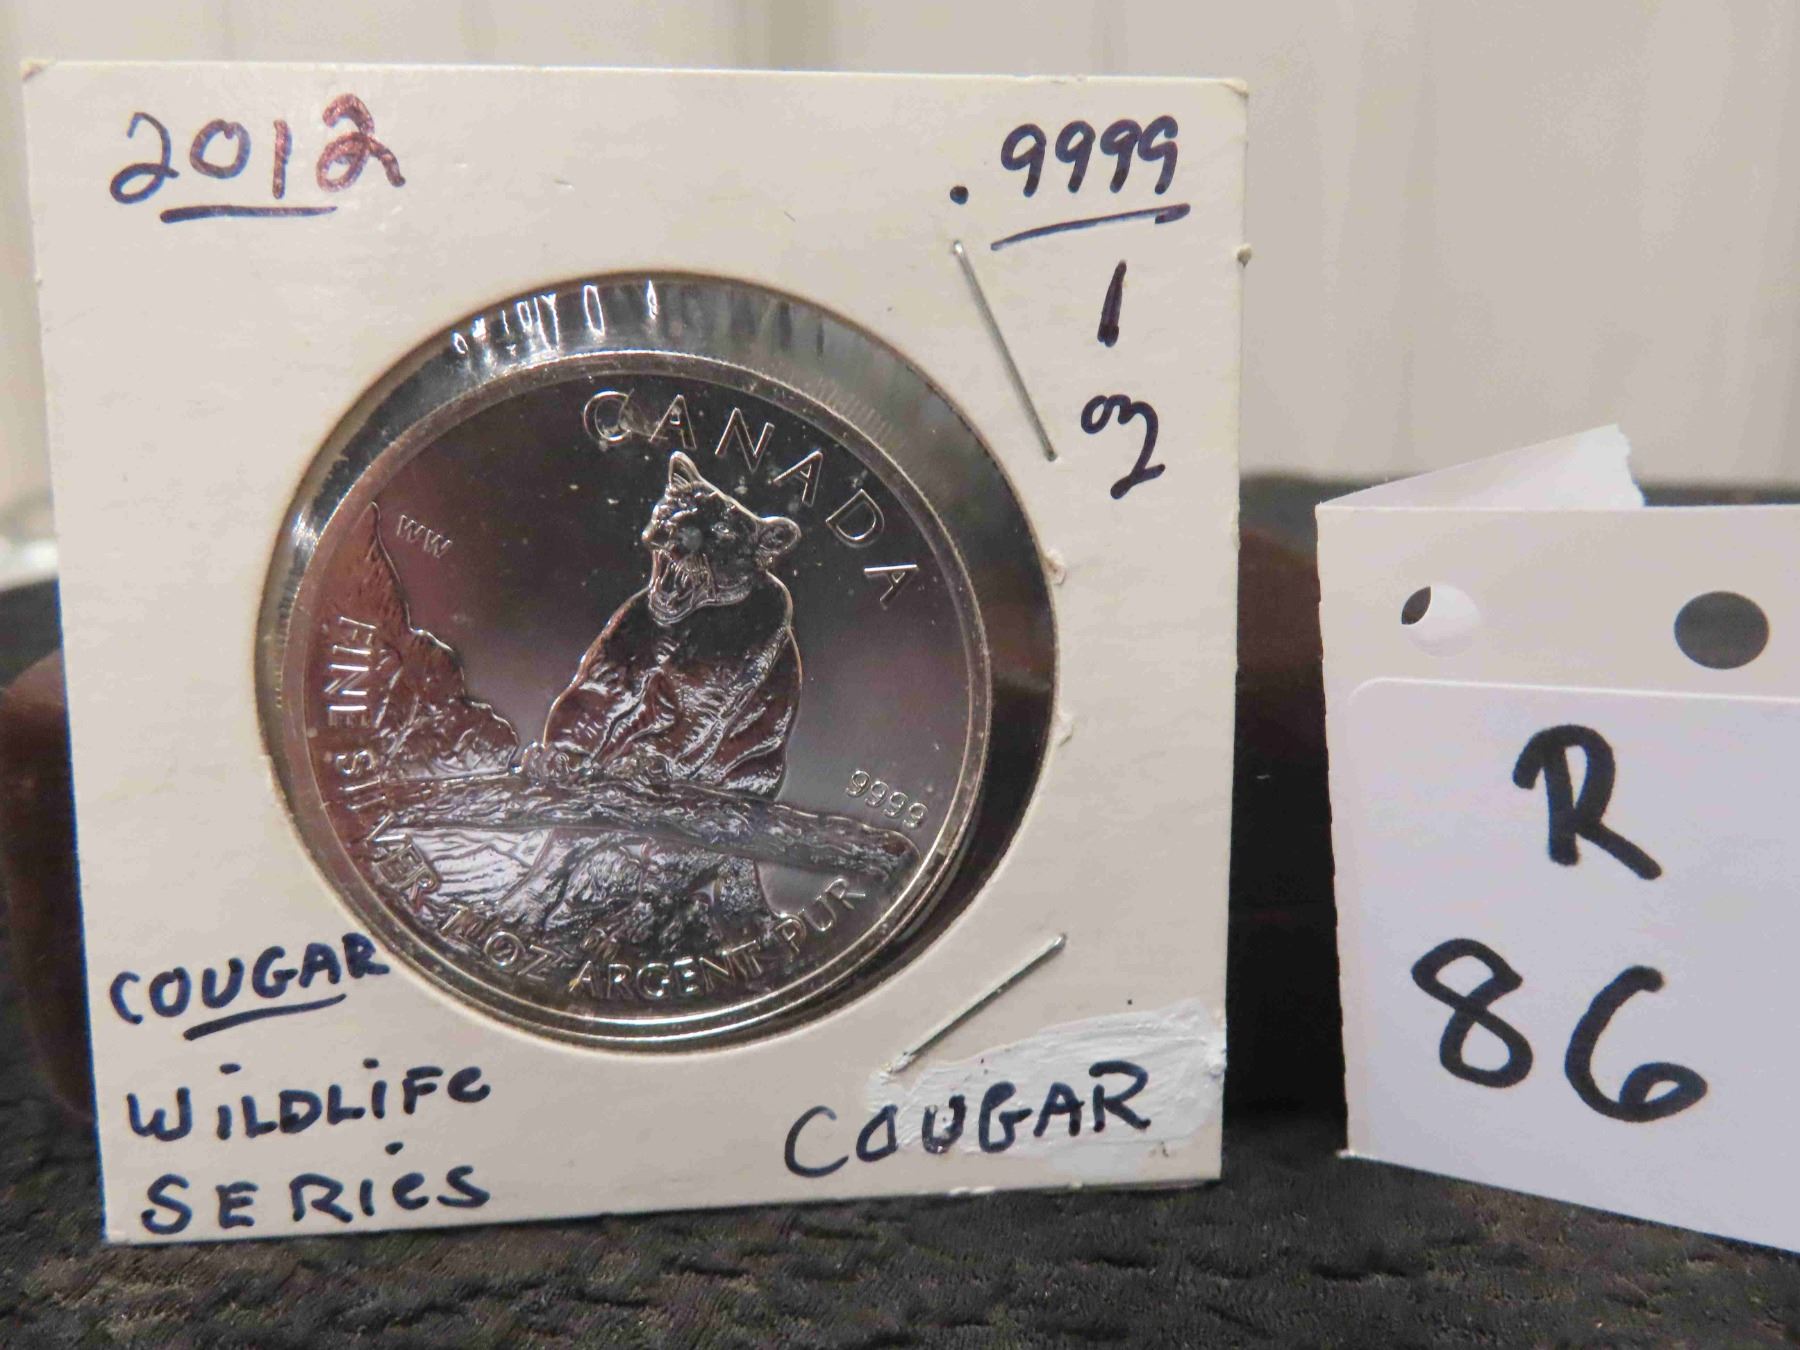 2012
.9999
1
oz
CANADA
WW
9999
FINE SILVER 1 OZ ARGENT PUR
COUGAR
WILDLIFE
SERIES
COUGAR
R
86